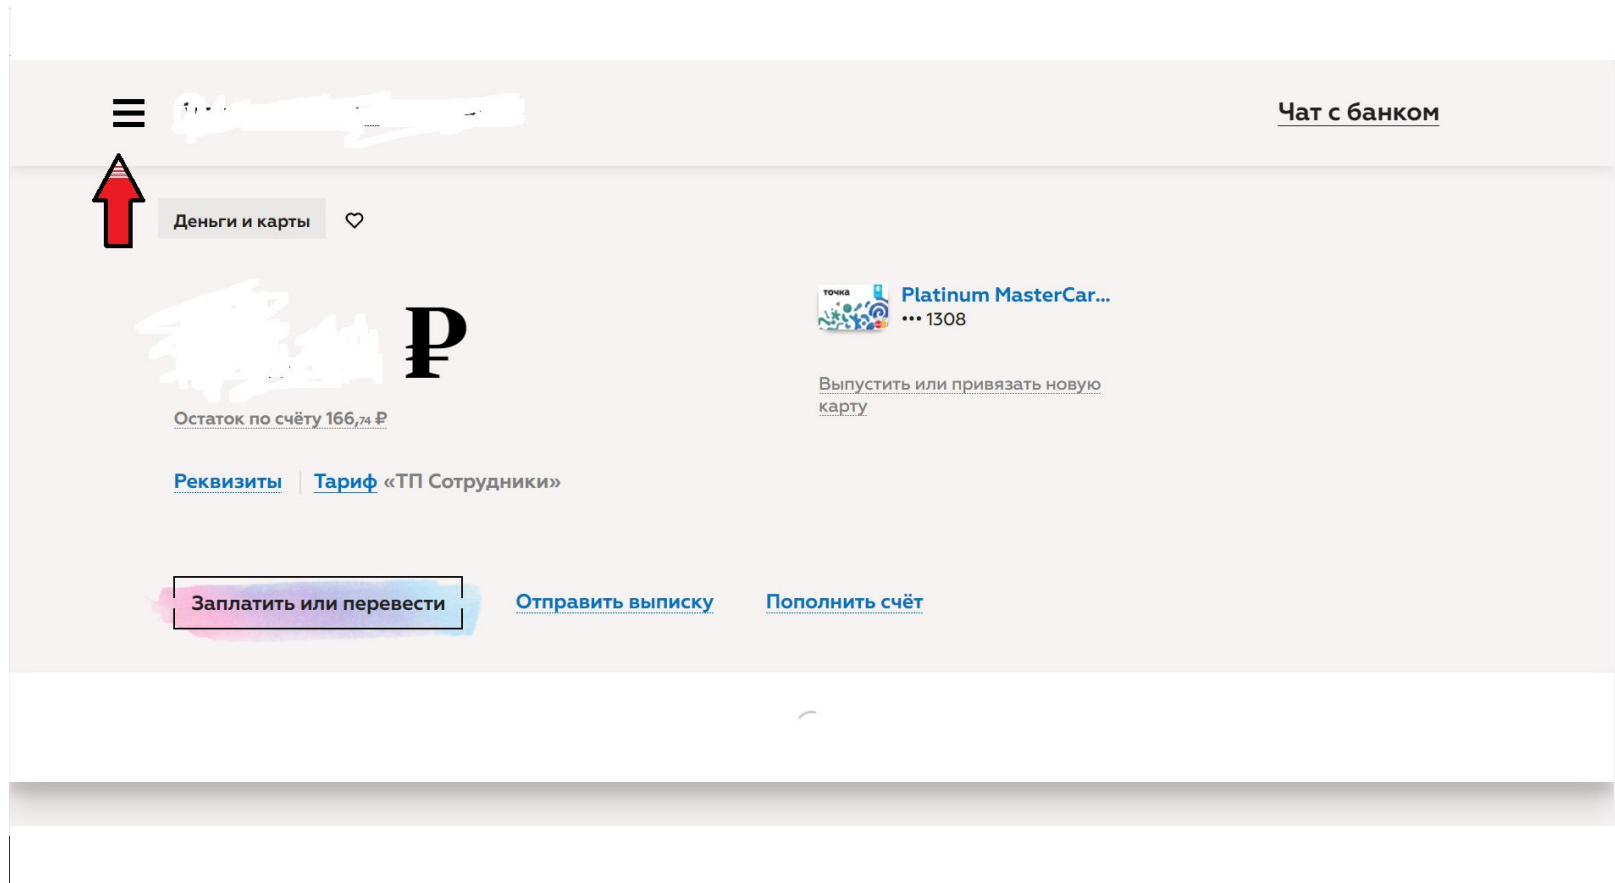 Чат с банком
Деньги и карты
₽
Остаток по счёту 166,74 ₽
Реквизиты Тариф «ТП Сотрудники»
точка
Platinum MasterCar...
••• 1308
Выпустить или привязать новую
карту
Заплатить или перевести Отправить выписку Пополнить счёт